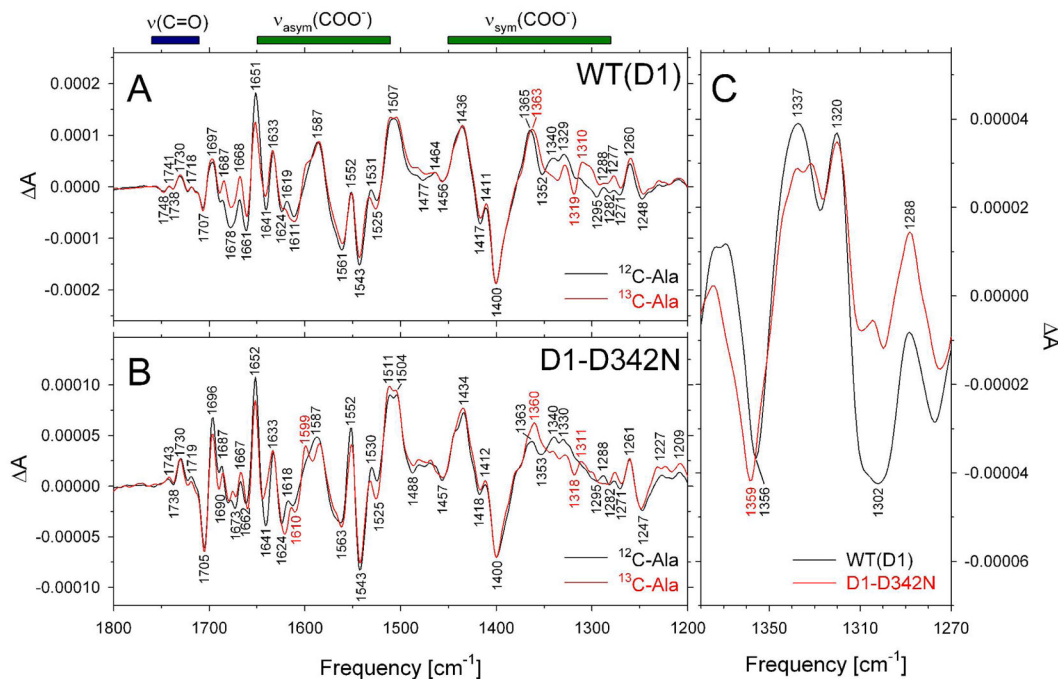 ν(C=O) νasym(COO⁻) νsym(COO⁻)
A WT(D1)
1651 1507 1436 1365 1363
1741 1730 1718 1697 1687 1668 1633 1619 1587 1552 1531 1464 1411 1340 1329 1310 1288 1277 1260
1748 1738 1707 1678 1661 1641 1624 1611 1561 1543 1525 1477 1456 1417 1400 1352 1319 1295 1282 1271 1248
0.0002
0.0001
0.0000
-0.0001
-0.0002
ΔA
¹²C-Ala
¹³C-Ala
B D1-D342N
1652 1511 1504
1743 1730 1719 1696 1687 1667 1633 1618 1599 1587 1552 1530 1434 1412 1363 1360 1340 1330 1311 1288 1261 1227 1209
1738 1705 1690 1673 1662 1641 1624 1610 1563 1543 1525 1488 1457 1418 1400 1353 1318 1295 1282 1271 1247
0.00010
0.00005
0.00000
-0.00005
-0.00010
ΔA
¹²C-Ala
¹³C-Ala
1800 1700 1600 1500 1400 1300 1200
Frequency [cm⁻¹]
C
1337 1320
1288
1359 1356 1302
0.00004
0.00002
0.00000
-0.00002
-0.00004
-0.00006
ΔA
WT(D1)
D1-D342N
1350 1310 1270
Frequency [cm⁻¹]